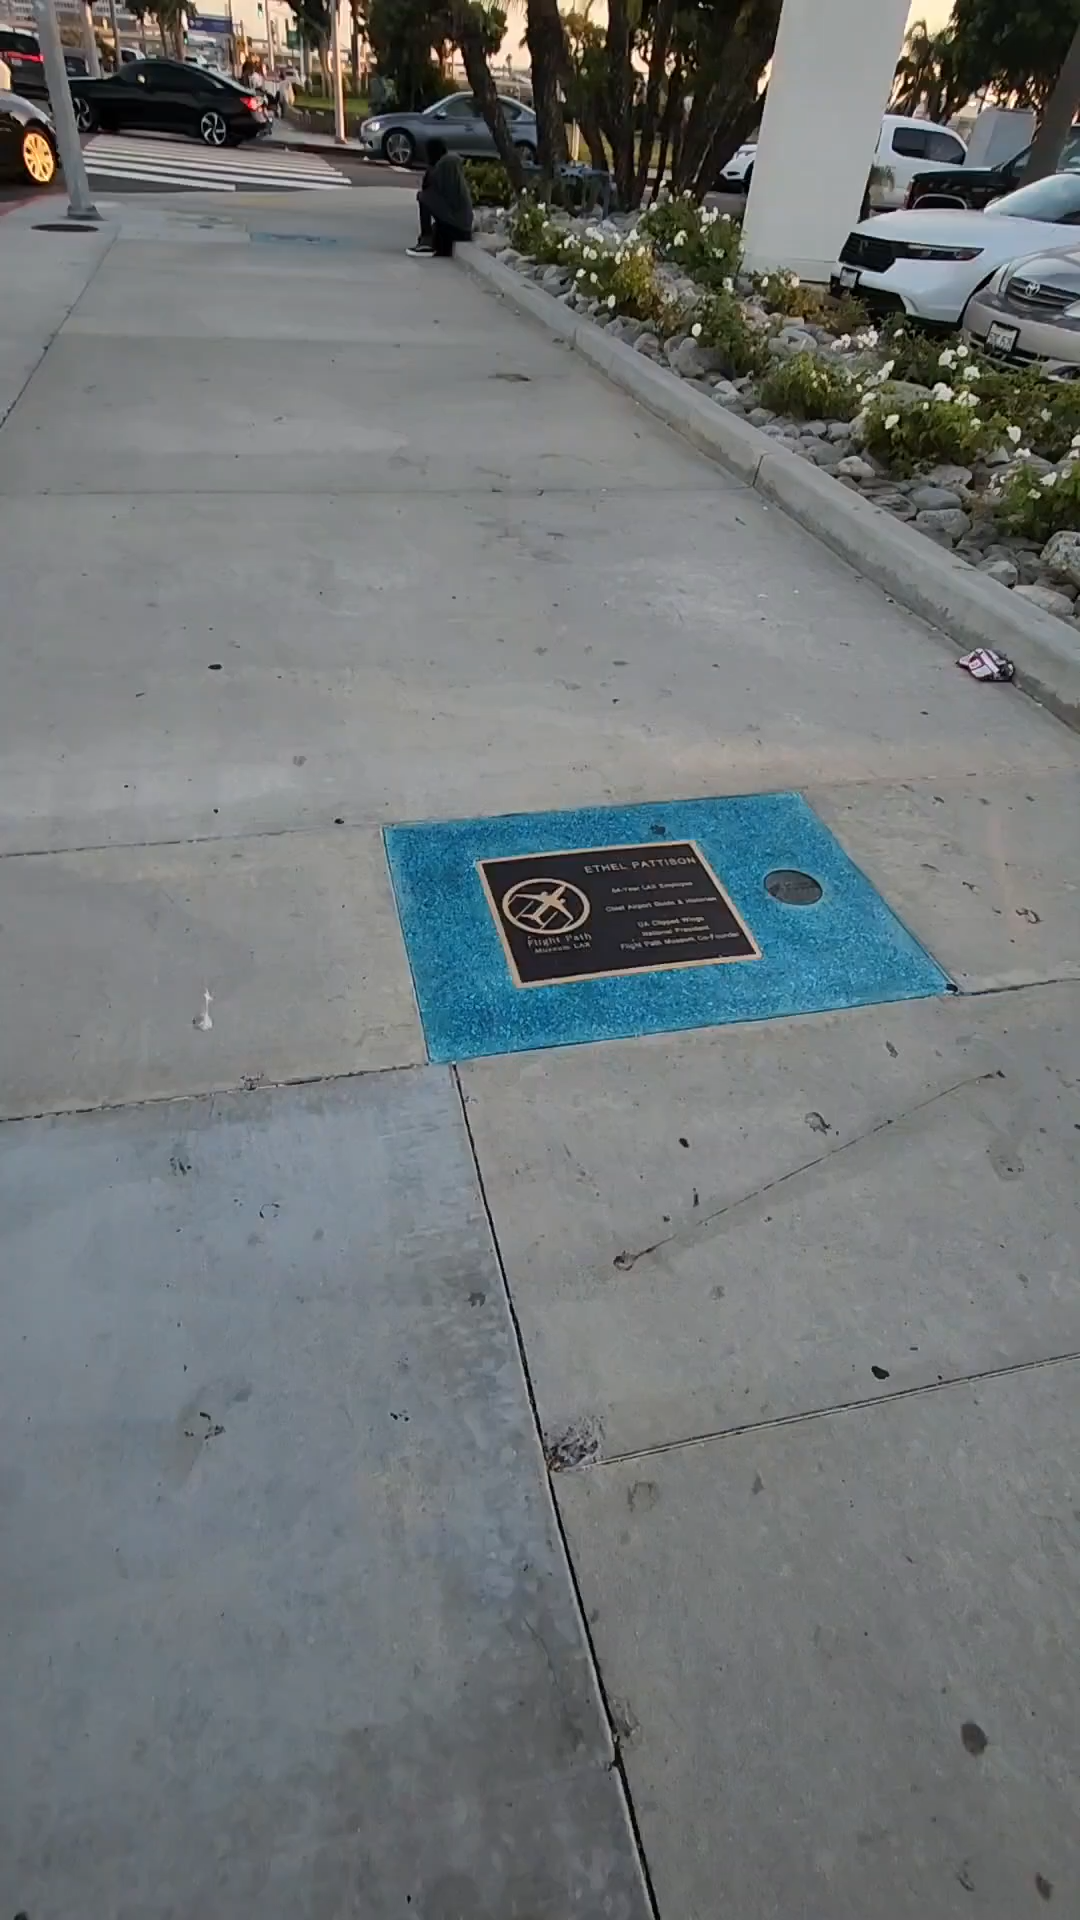 ETHEL PATTISON
64-Year LAX Employee
Chief Airport Guide & Historian
UA Clipped Wings
National President
Flight Path Museum Co-Founder
Flight Path
Museum LAX